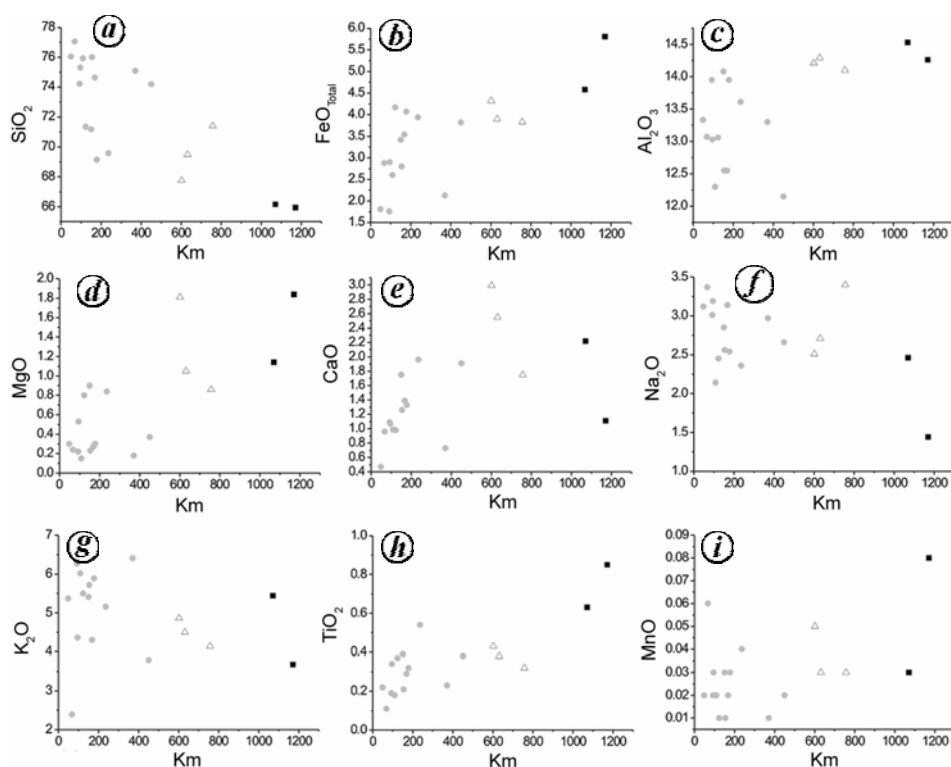 a
SiO2
78
76
74
72
70
68
66
0 200 400 600 800 1000 1200
Km
b
FeOTotal
6.0
5.5
5.0
4.5
4.0
3.5
3.0
2.5
2.0
1.5
0 200 400 600 800 1000 1200
Km
c
Al2O3
14.5
14.0
13.5
13.0
12.5
12.0
0 200 400 600 800 1000 1200
Km
d
MgO
2.0
1.8
1.6
1.4
1.2
1.0
0.8
0.6
0.4
0.2
0.0
0 200 400 600 800 1000 1200
Km
e
CaO
3.0
2.8
2.6
2.4
2.2
2.0
1.8
1.6
1.4
1.2
1.0
0.8
0.6
0.4
0 200 400 600 800 1000 1200
Km
f
Na2O
3.5
3.0
2.5
2.0
1.5
1.0
0 200 400 600 800 1000 1200
Km
g
K2O
7
6
5
4
3
2
0 200 400 600 800 1000 1200
Km
h
TiO2
1.0
0.8
0.6
0.4
0.2
0.0
0 200 400 600 800 1000 1200
Km
i
MnO
0.09
0.08
0.07
0.06
0.05
0.04
0.03
0.02
0.01
0 200 400 600 800 1000 1200
Km